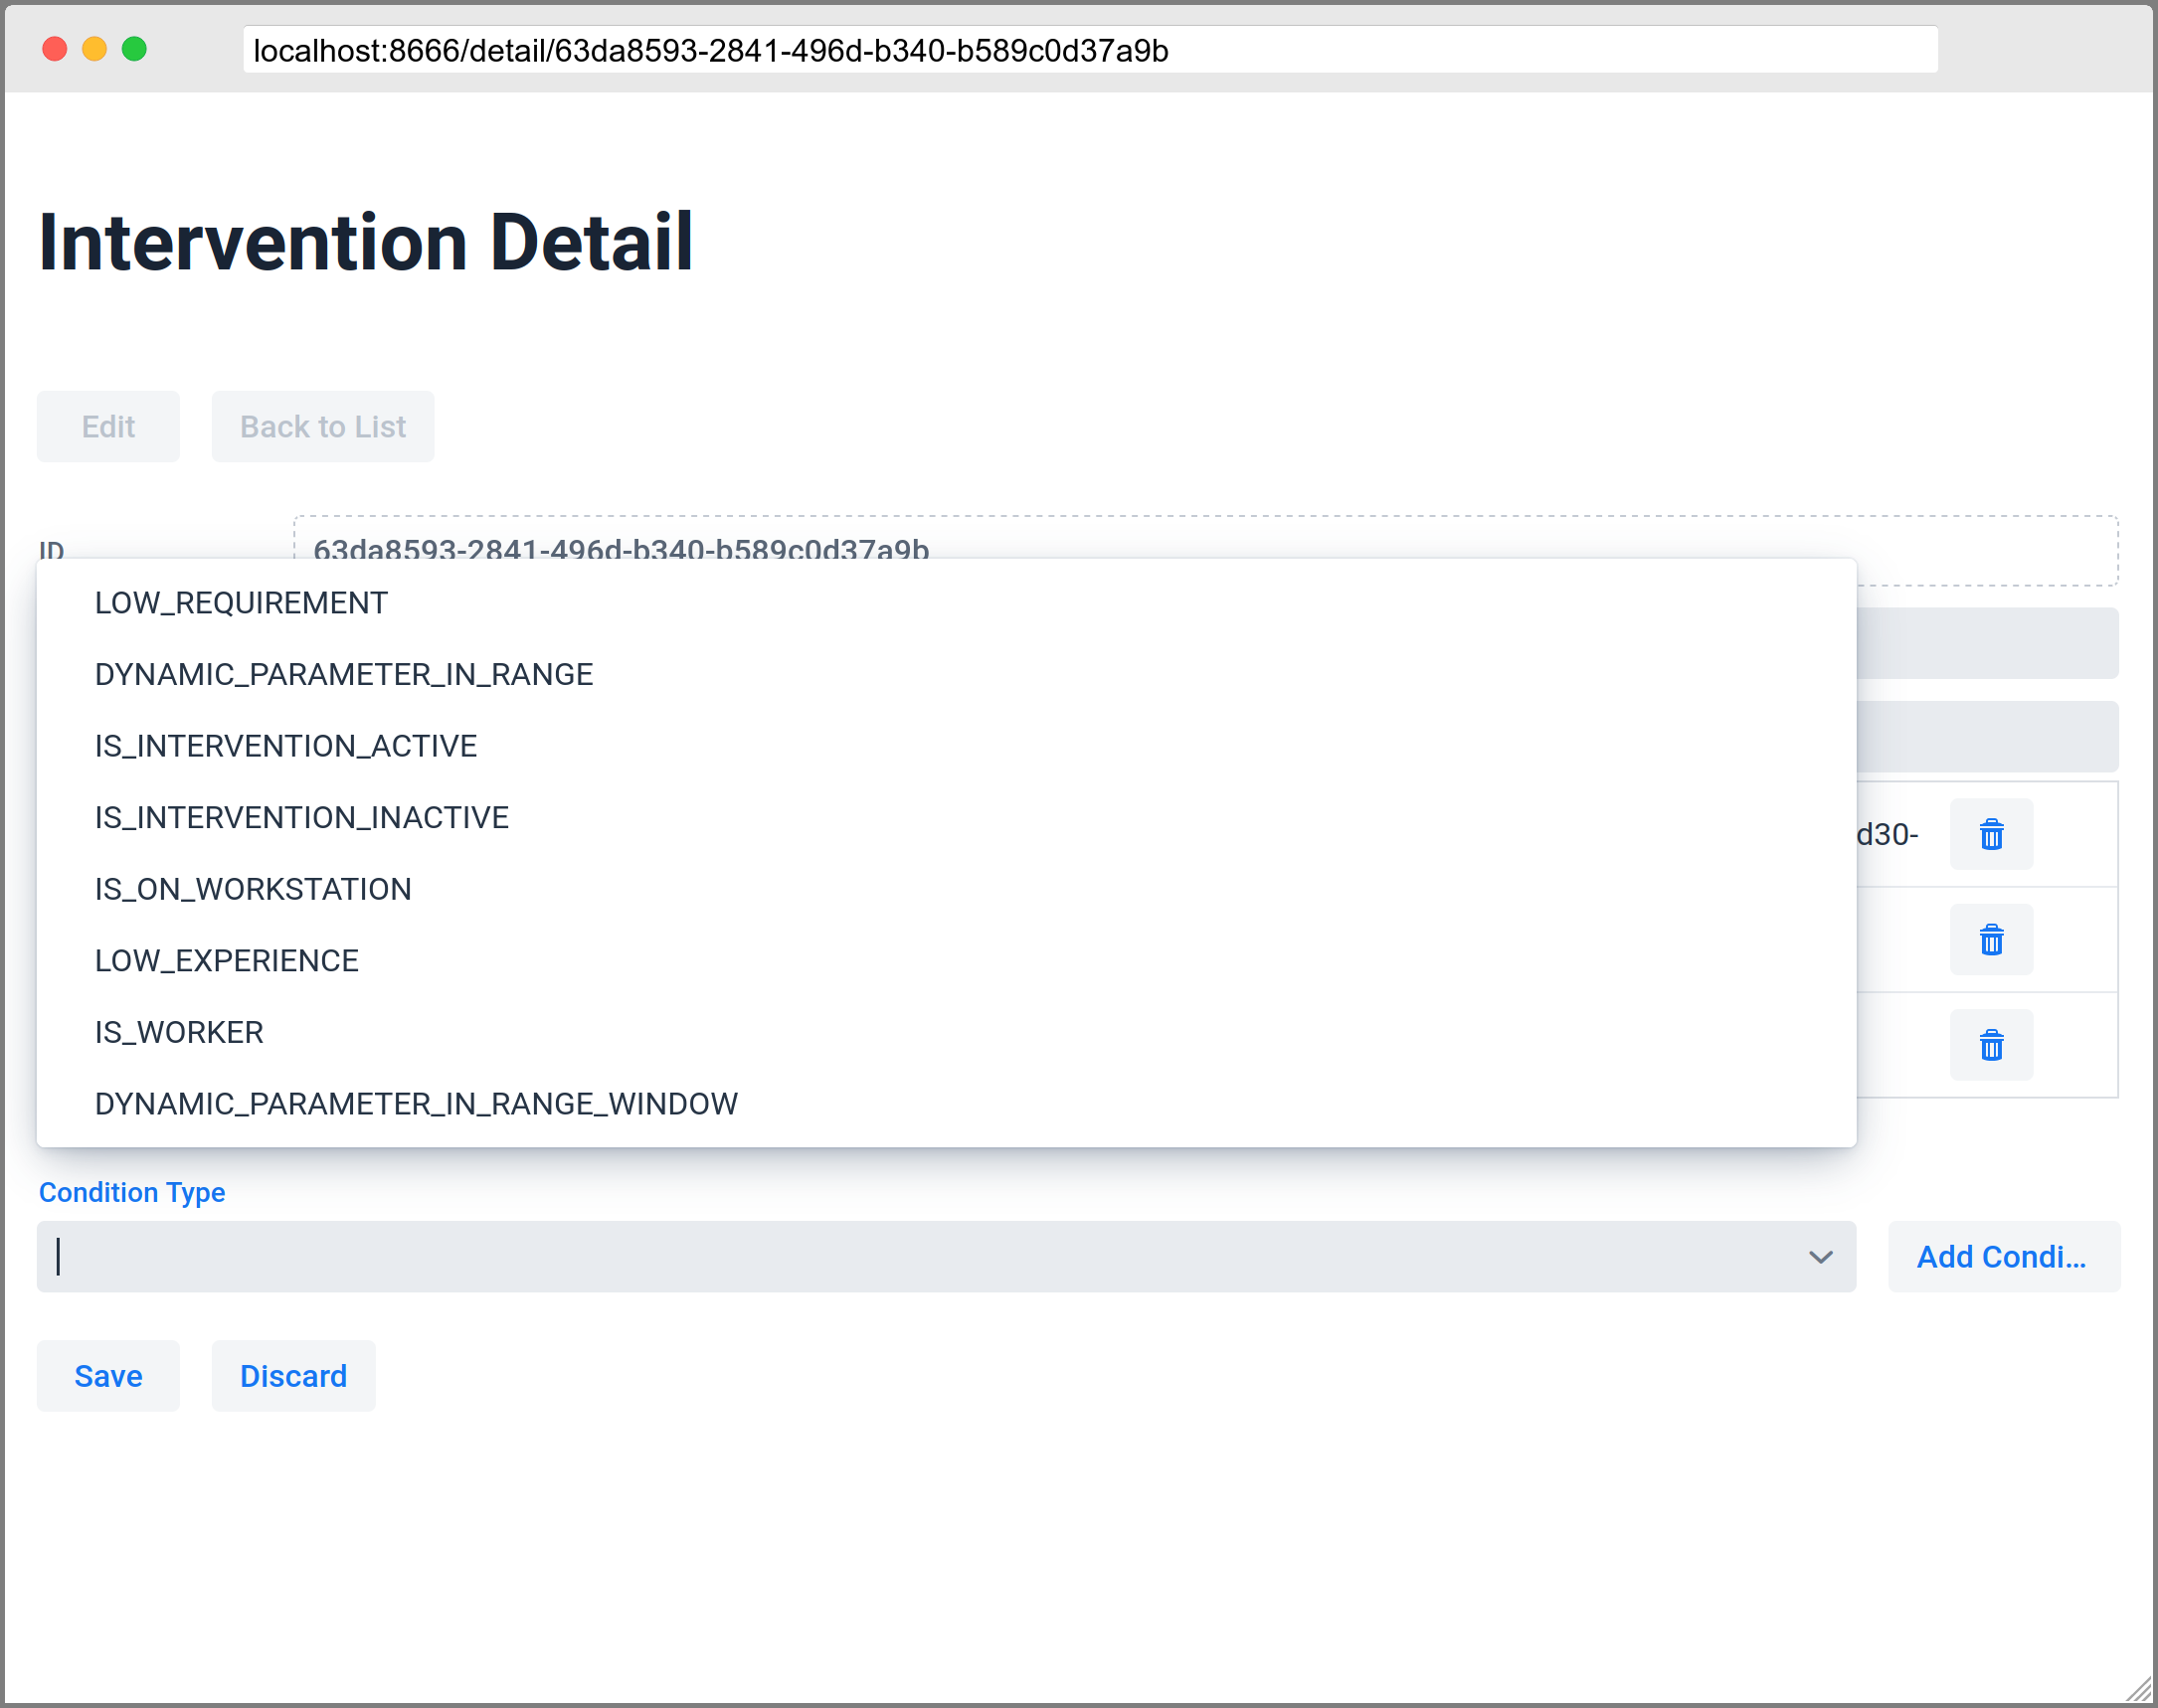 localhost:8666/detail/63da8593-2841-496d-b340-b589c0d37a9b
Intervention Detail
Edit Back to List
ID 63da8593-2841-496d-b340-b589c0d37a9b
LOW_REQUIREMENT
DYNAMIC_PARAMETER_IN_RANGE
IS_INTERVENTION_ACTIVE
IS_INTERVENTION_INACTIVE
d30-
IS_ON_WORKSTATION
LOW_EXPERIENCE
IS_WORKER
DYNAMIC_PARAMETER_IN_RANGE_WINDOW
Condition Type
Add Condi...
Save Discard